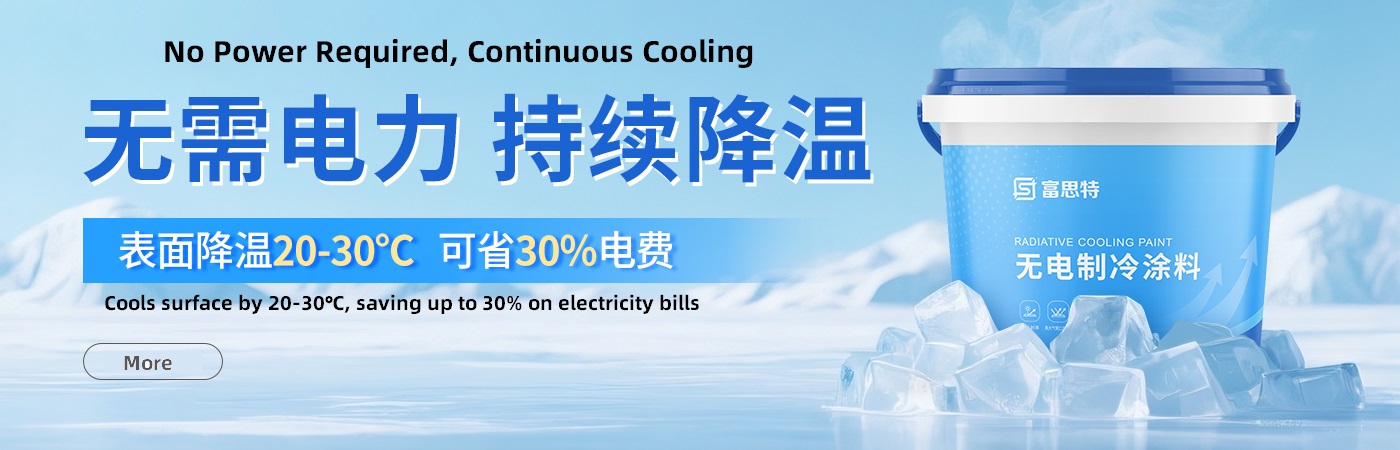 No Power Required, Continuous Cooling
无需电力 持续降温
表面降温20-30℃ 可省30%电费
Cools surface by 20-30℃, saving up to 30% on electricity bills
More
富思特
RADIATIVE COOLING PAINT
无电制冷涂料